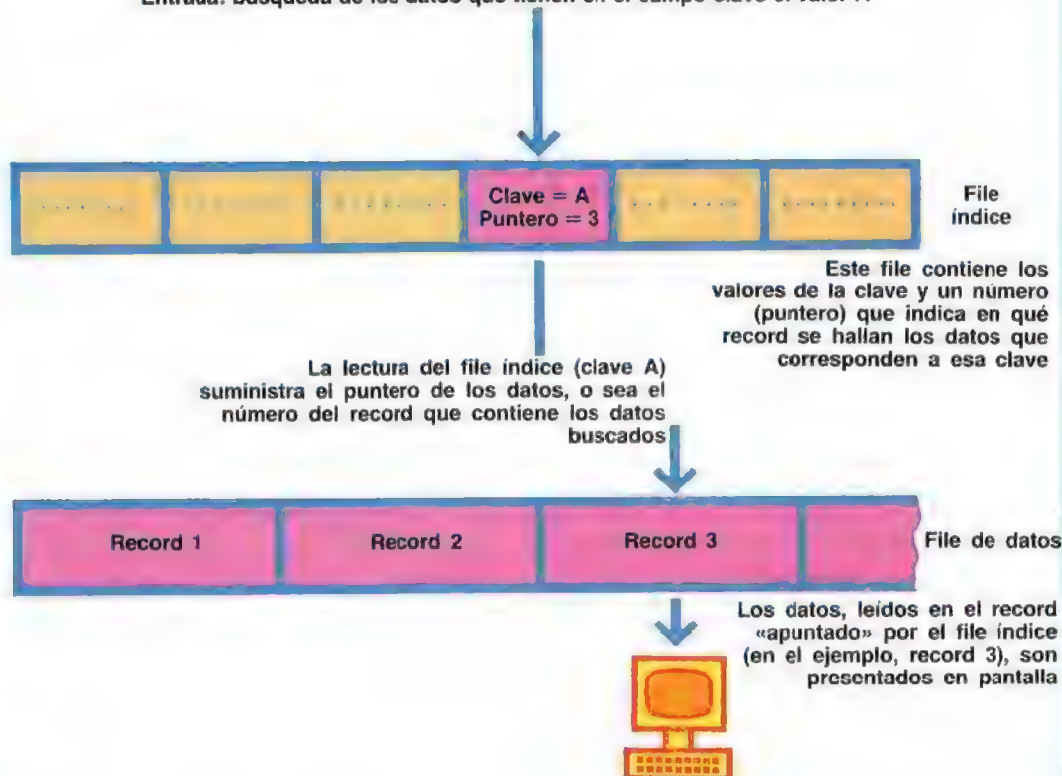 Clave = A
Puntero = 3
File
índice
Este file contiene los
valores de la clave y un número
(puntero) que indica en qué
record se hallan los datos que
corresponden a esa clave
La lectura del file índice (clave A)
suministra el puntero de los datos, o sea el
número del record que contiene los datos
buscados
Record 1
Record 2
Record 3
File de datos
Los datos, leídos en el record
«apuntado» por el file índice
(en el ejemplo, record 3), son
presentados en pantalla